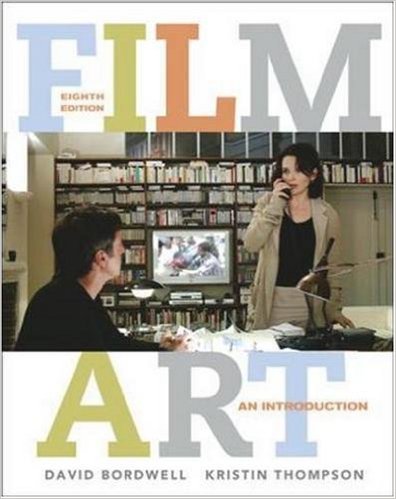 FILM
EIGHTH
EDITION
ART
AN INTRODUCTION
DAVID BORDWELL KRISTIN THOMPSON